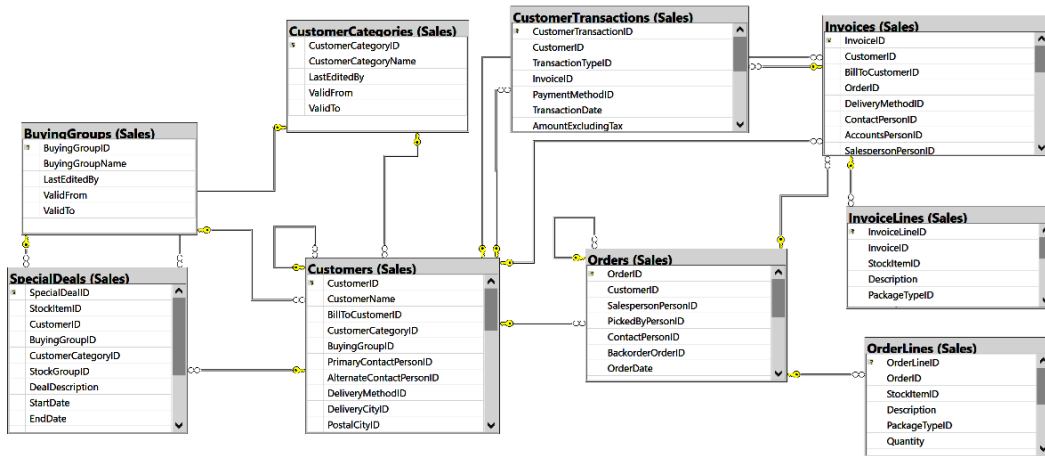 CustomerCategories (Sales)
CustomerCategoryID
CustomerCategoryName
LastEditedBy
ValidFrom
ValidTo
CustomerTransactions (Sales)
CustomerTransactionID
CustomerID
TransactionTypeID
InvoiceID
PaymentMethodID
TransactionDate
AmountExcludingTax
Invoices (Sales)
InvoiceID
CustomerID
BillToCustomerID
OrderID
DeliveryMethodID
ContactPersonID
AccountsPersonID
SalespersonPersonID
BuyingGroups (Sales)
BuyingGroupID
BuyingGroupName
LastEditedBy
ValidFrom
ValidTo
InvoiceLines (Sales)
InvoiceLineID
InvoiceID
StockItemID
Description
PackageTypeID
SpecialDeals (Sales)
SpecialDealID
StockItemID
CustomerID
BuyingGroupID
CustomerCategoryID
StockGroupID
DealDescription
StartDate
EndDate
Customers (Sales)
CustomerID
CustomerName
BillToCustomerID
CustomerCategoryID
BuyingGroupID
PrimaryContactPersonID
AlternateContactPersonID
DeliveryMethodID
DeliveryCityID
PostalCityID
Orders (Sales)
OrderID
CustomerID
SalespersonPersonID
PickedByPersonID
ContactPersonID
BackorderOrderID
OrderDate
OrderLines (Sales)
OrderLineID
OrderID
StockItemID
Description
PackageTypeID
Quantity